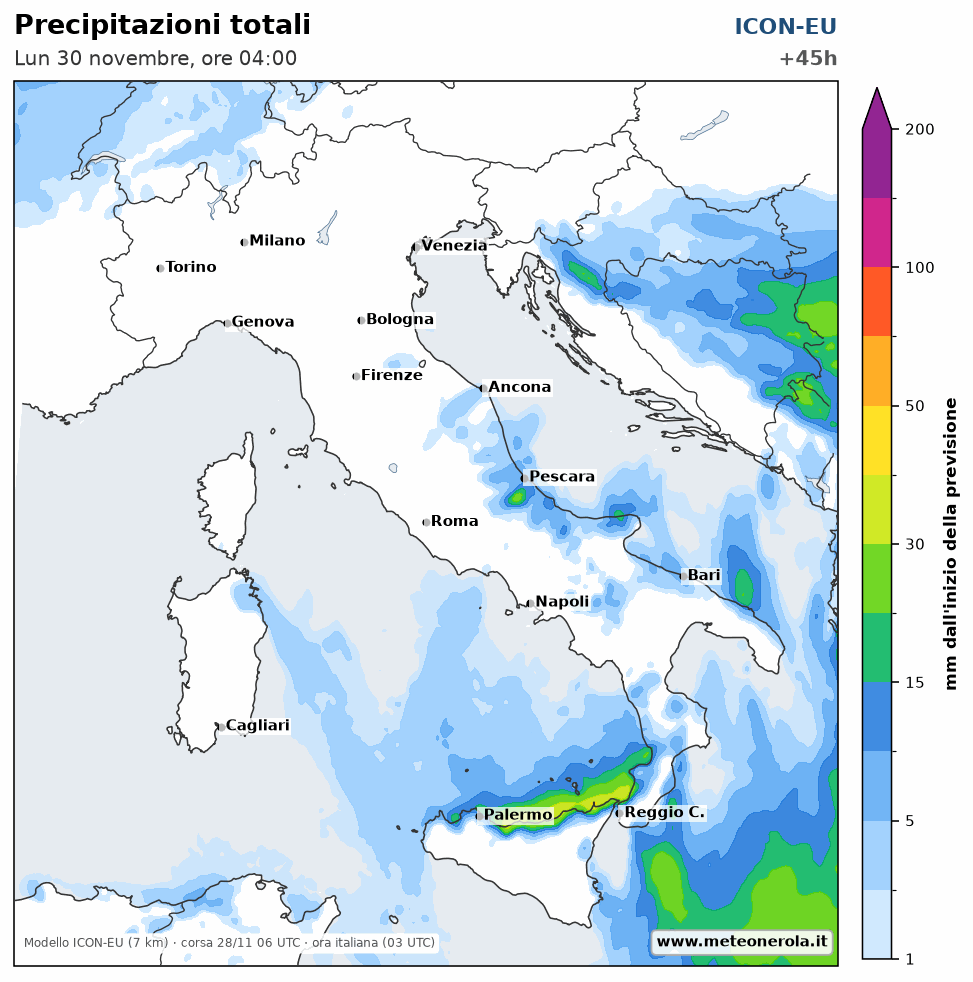 Precipitazioni totali
ICON-EU
Lun 30 novembre, ore 04:00
+45h
200
100
50
30
15
5
1
mm dall'inizio della previsione
Milano
Venezia
Torino
Genova
Bologna
Firenze
Ancona
Pescara
Roma
Bari
Napoli
Cagliari
Palermo
Reggio C.
Modello ICON-EU (7 km) · corsa 28/11 06 UTC · ora italiana (03 UTC)
www.meteonerola.it